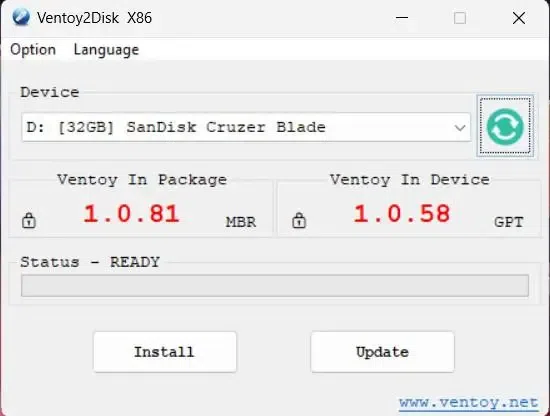 Ventoy2Disk X86
Option Language
Device
D: [32GB] SanDisk Cruzer Blade
Ventoy In Package
1.0.81
MBR
Ventoy In Device
1.0.58
GPT
Status - READY
Install
Update
www.ventoy.net